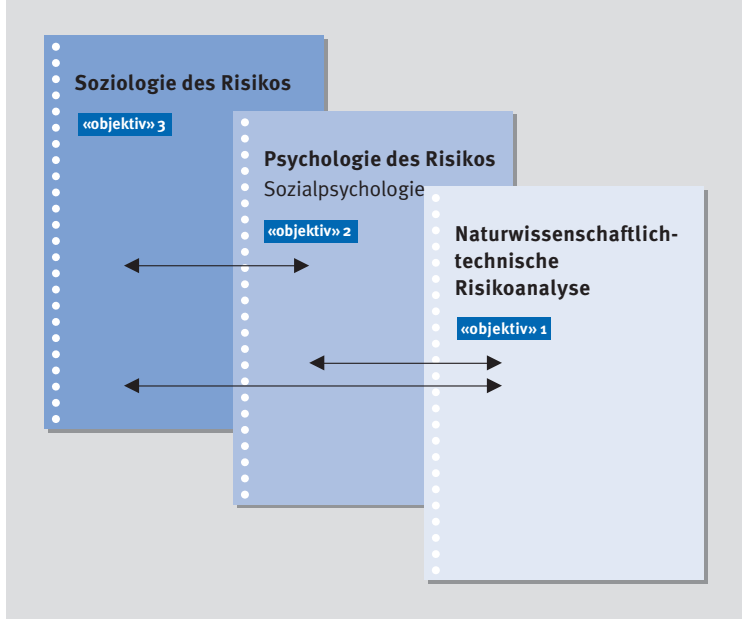 Soziologie des Risikos
«objektiv» 3
Psychologie des Risikos
Sozialpsychologie
«objektiv» 2
Naturwissenschaftlich-
technische
Risikoanalyse
«objektiv» 1